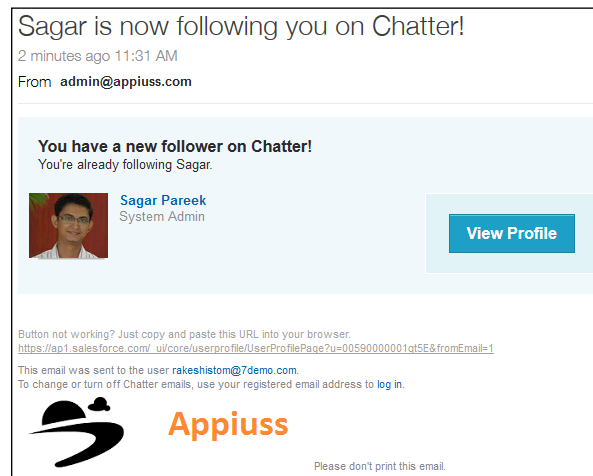 Sagar is now following you on Chatter!
2 minutes ago 11:31 AM
From admin@appiuss.com
You have a new follower on Chatter!
You're already following Sagar.
Sagar Pareek
System Admin
View Profile
Button not working? Just copy and paste this URL into your browser.
https://ap1.salesforce.com/_ui/core/userprofile/UserProfilePage?u=00590000001qt5E&fromEmail=1
This email was sent to the user rakeshistom@7demo.com.
To change or turn off Chatter emails, use your registered email address to log in.
Appiuss
Please don't print this email.